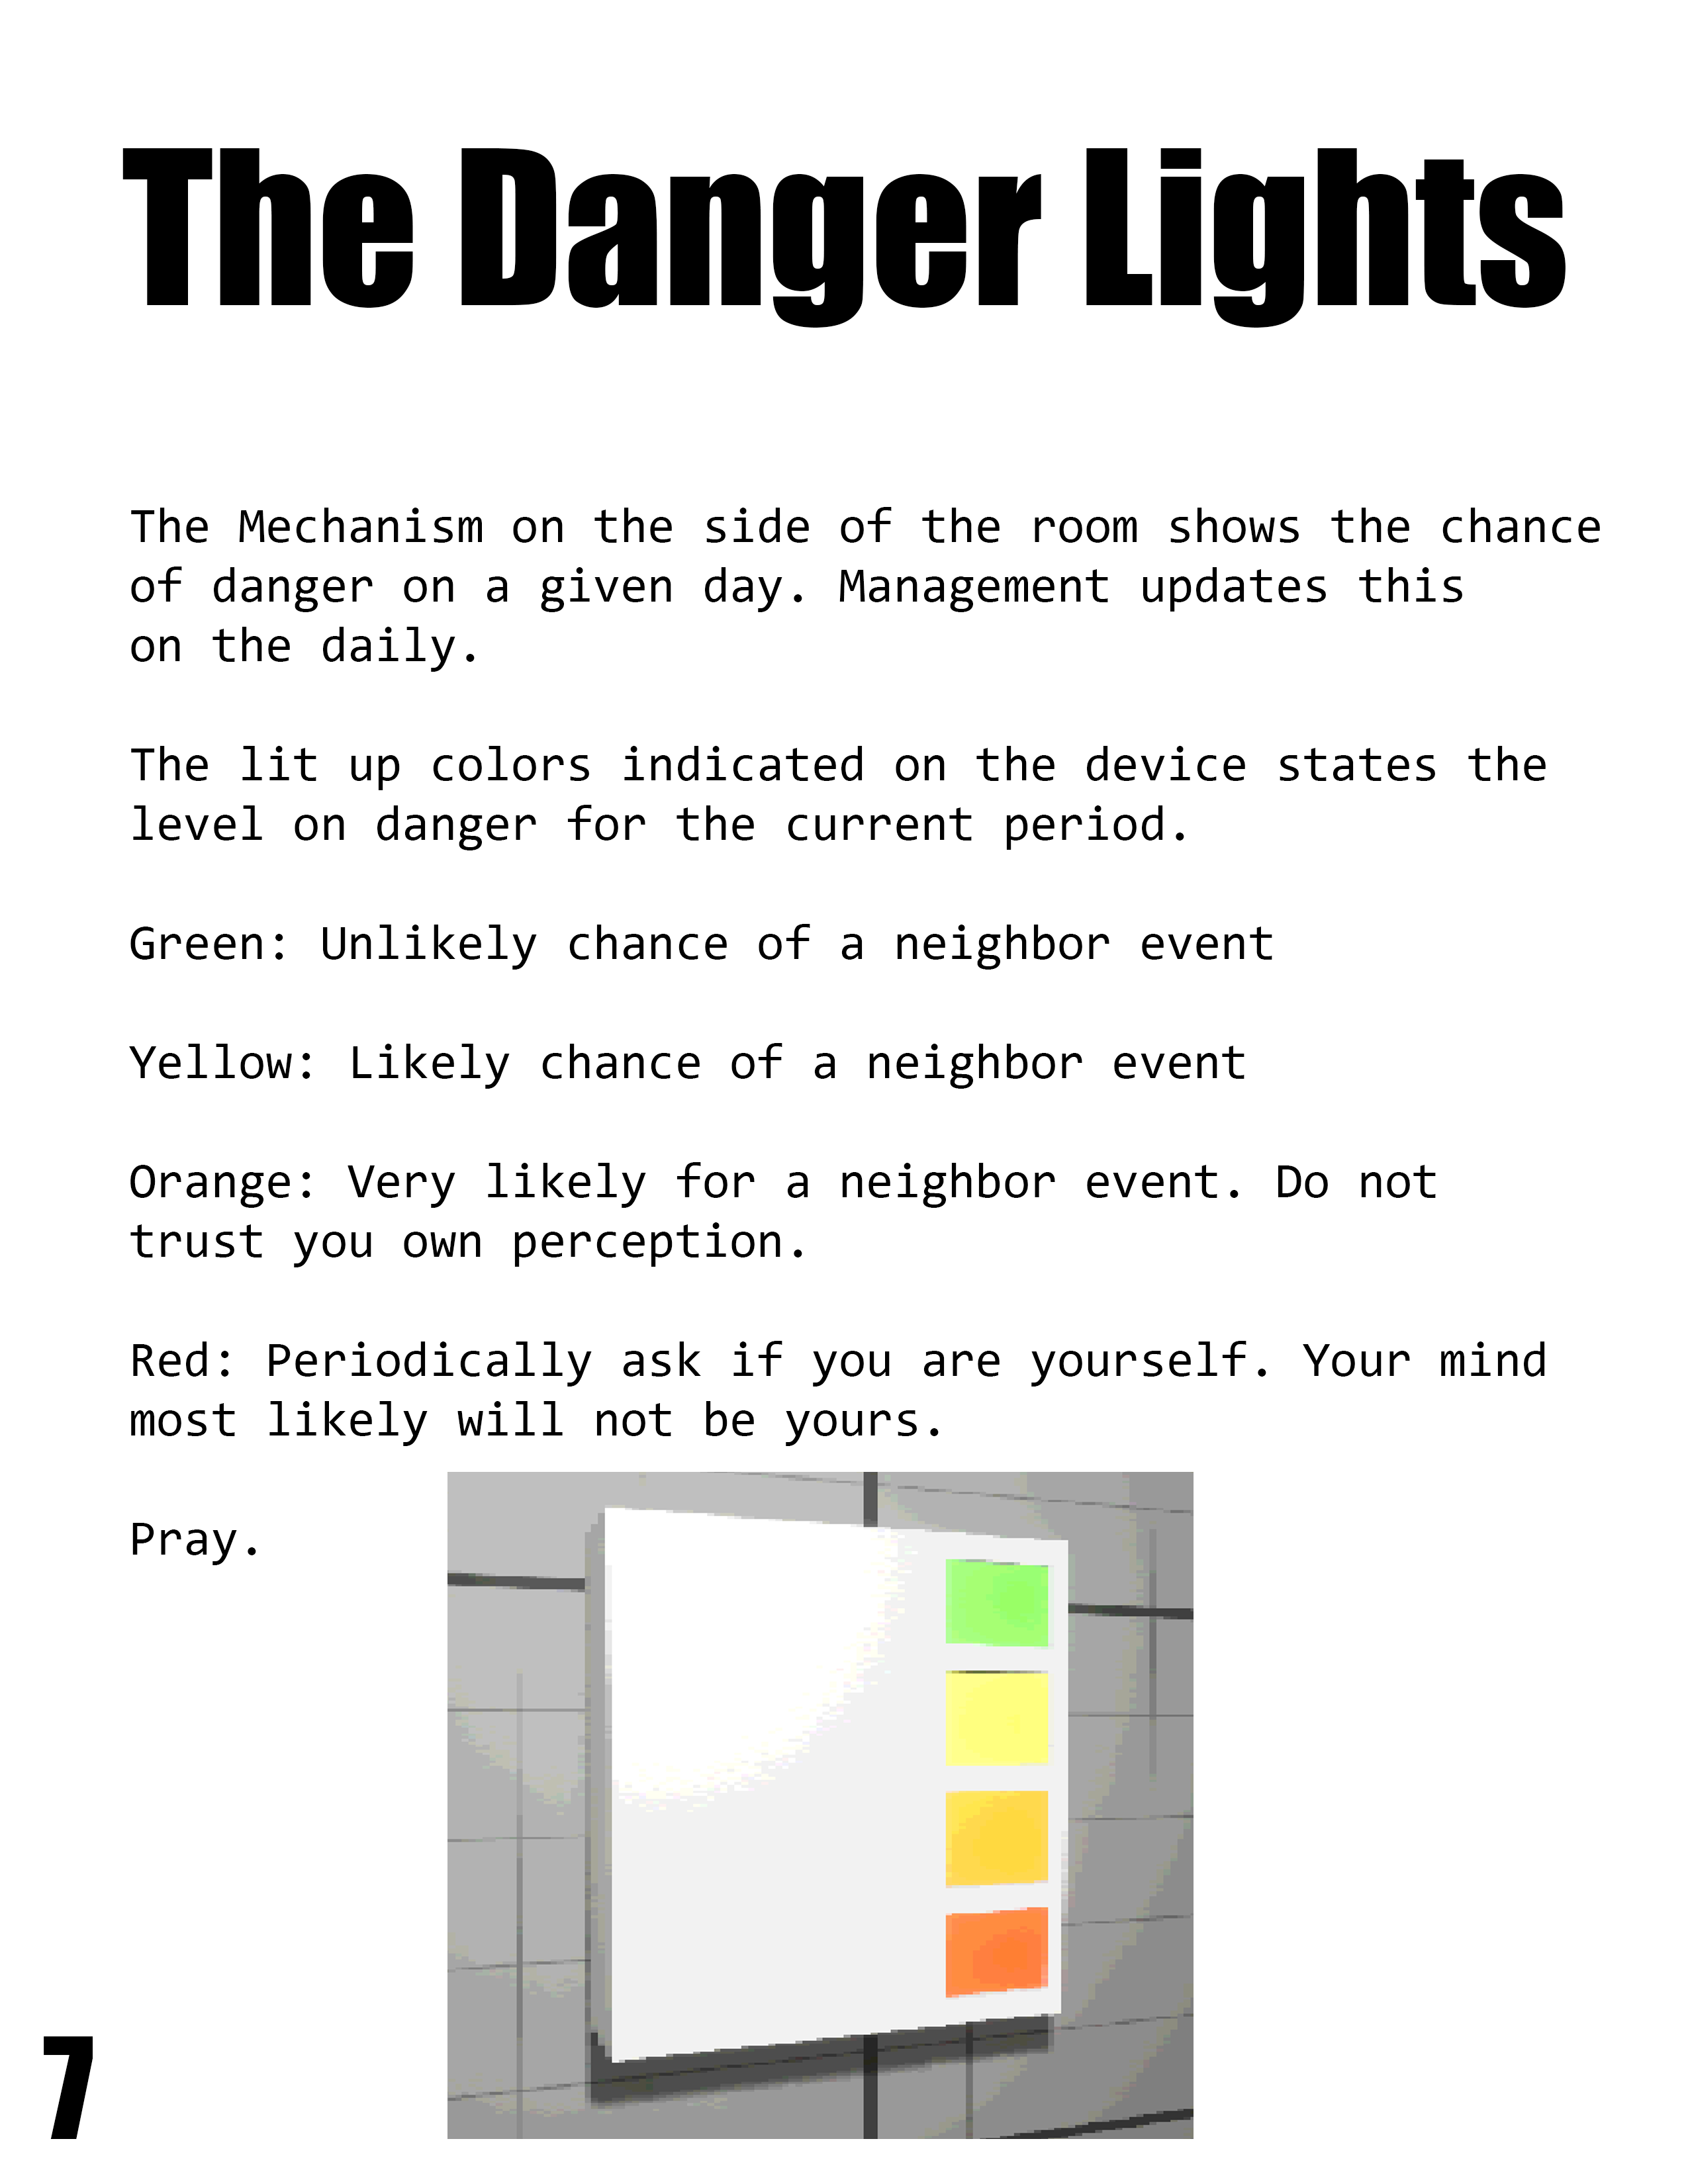 The Danger Lights
The Mechanism on the side of the room shows the chance
of danger on a given day. Management updates this
on the daily.
The lit up colors indicated on the device states the
level on danger for the current period.
Green: Unlikely chance of a neighbor event
Yellow: Likely chance of a neighbor event
Orange: Very likely for a neighbor event. Do not
trust you own perception.
Red: Periodically ask if you are yourself. Your mind
most likely will not be yours.
Pray.
7